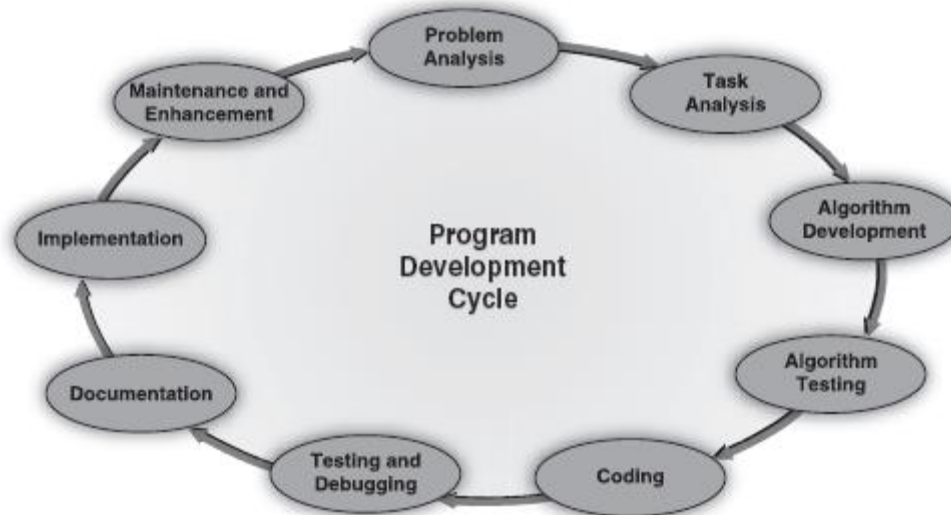 Problem
Analysis
Task
Analysis
Algorithm
Development
Algorithm
Testing
Coding
Testing and
Debugging
Documentation
Implementation
Maintenance and
Enhancement
Program
Development
Cycle